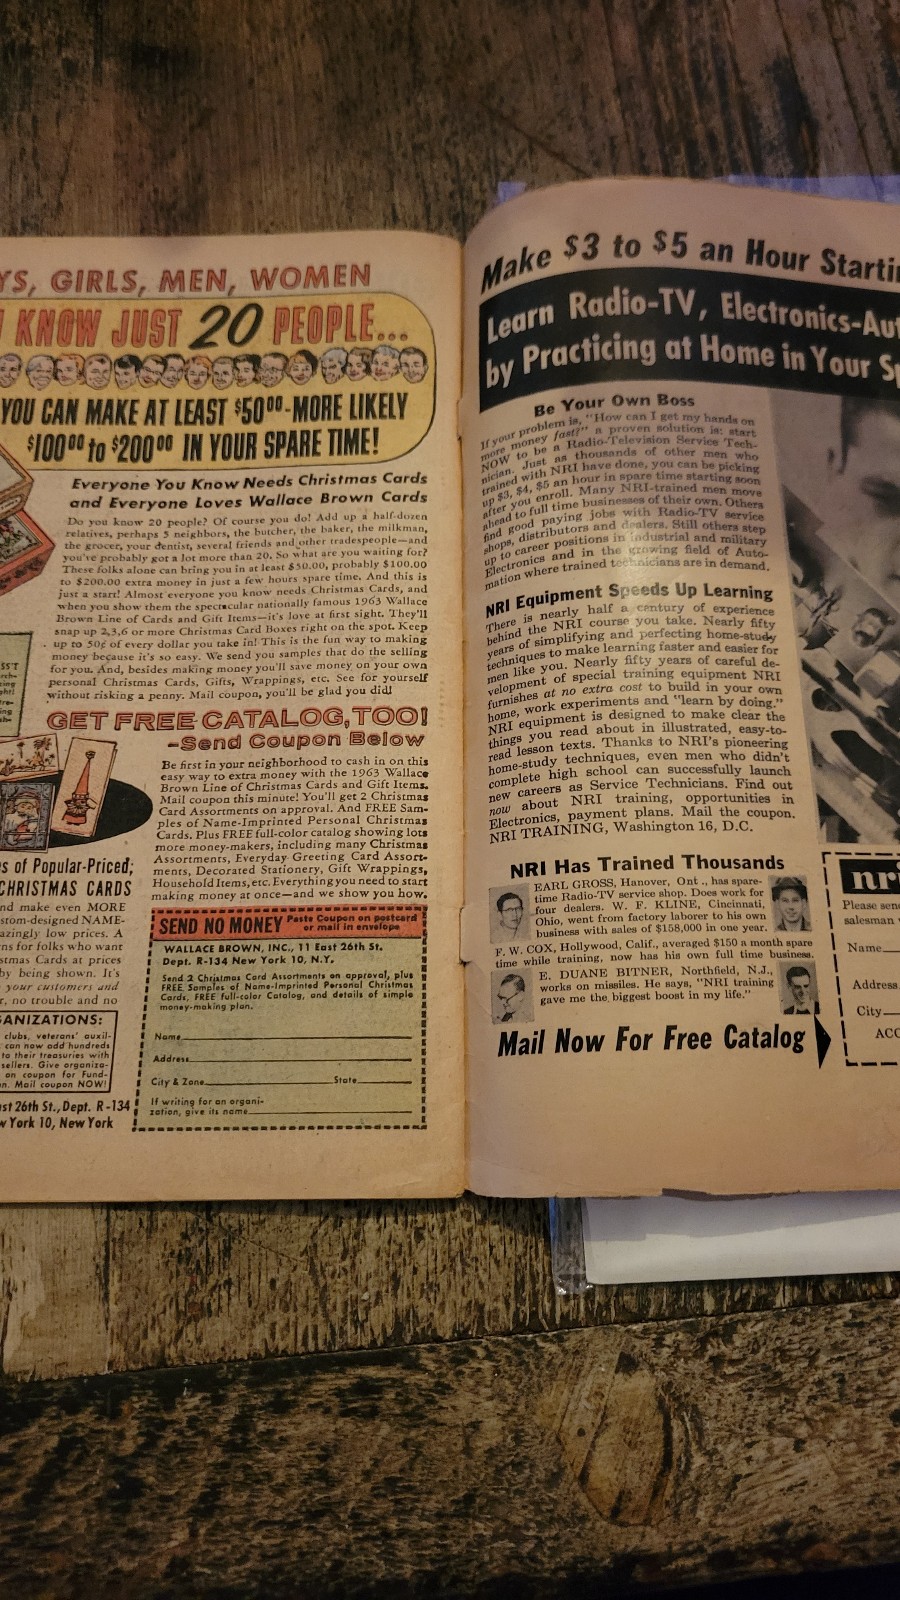 YS, GIRLS, MEN, WOMEN
KNOW JUST 20 PEOPLE...
YOU CAN MAKE AT LEAST $50⁰⁰-MORE LIKELY
$100⁰⁰ to $200⁰⁰ IN YOUR SPARE TIME!
Everyone You Know Needs Christmas Cards
and Everyone Loves Wallace Brown Cards
Do you know 20 people? Of course you do! Add up a half-dozen
relatives, perhaps 5 neighbors, the butcher, the baker, the milkman,
the grocer, your dentist, several friends and other tradespeople—and
you've probably got a lot more than 20. So what are you waiting for?
These folks alone can bring you in at least $50.00, probably $100.00
to $200.00 extra money in just a few hours spare time. And this is
just a start! Almost everyone you know needs Christmas Cards, and
when you show them the spectacular nationally famous 1963 Wallace
Brown Line of Cards and Gift Items—it's love at first sight. They'll
snap up 2,3,6 or more Christmas Card Boxes right on the spot. Keep
up to 50¢ of every dollar you take in! This is the fun way to making
money because it's so easy. We send you samples that do the selling
for you. And, besides making money you'll save money on your own
personal Christmas Cards, Gifts, Wrappings, etc. See for yourself
without risking a penny. Mail coupon, you'll be glad you did!
GET FREE CATALOG, TOO!
-Send Coupon Below
Be first in your neighborhood to cash in on this
easy way to extra money with the 1963 Wallace
Brown Line of Christmas Cards and Gift Items.
Mail coupon this minute! You'll get 2 Christmas
Card Assortments on approval. And FREE Sam-
ples of Name-Imprinted Personal Christmas
Cards. Plus FREE full-color catalog showing lots
more money-makers, including many Christmas
Assortments, Everyday Greeting Card Assort-
ments, Decorated Stationery, Gift Wrappings,
Household Items, etc. Everything you need to start
making money at once—and we show you how.
s of Popular-Priced;
CHRISTMAS CARDS
nd make even MORE
stom-designed NAME-
azingly low prices. A
ns for folks who want
stmas Cards at prices
by being shown. It's
your customers and
r, no trouble and no
GANIZATIONS:
clubs, veterans' auxil-
can now add hundreds
to their treasuries with
sellers. Give organiza-
on coupon for Fund-
n. Mail coupon NOW!
st 26th St., Dept. R-134
w York 10, New York
SEND NO MONEY Paste Coupon on postcard
or mail in envelope
WALLACE BROWN, INC., 11 East 26th St.
Dept. R-134 New York 10, N.Y.
Send 2 Christmas Card Assortments on approval, plus
FREE Samples of Name-Imprinted Personal Christmas
Cards, FREE full-color Catalog, and details of simple
money-making plan.
Name
Address
City & Zone State
If writing for an organi-
zation, give its name
Make $3 to $5 an Hour Startin
Learn Radio-TV, Electronics-Aut
by Practicing at Home in Your Sp
Be Your Own Boss
If your problem is, "How can I get my hands on
more money fast?" a proven solution is: start
NOW to be a Radio-Television Service Tech-
nician. Just as thousands of other men who
trained with NRI have done, you can be picking
up $3, $4, $5 an hour in spare time starting soon
after you enroll. Many NRI-trained men move
ahead to full time businesses of their own. Others
find good paying jobs with Radio-TV service
shops, distributors and dealers. Still others step
up to career positions in industrial and military
Electronics and in the growing field of Auto-
mation where trained technicians are in demand.
NRI Equipment Speeds Up Learning
There is nearly half a century of experience
behind the NRI course you take. Nearly fifty
years of simplifying and perfecting home-study
techniques to make learning faster and easier for
men like you. Nearly fifty years of careful de-
velopment of special training equipment NRI
furnishes at no extra cost to build in your own
home, work experiments and "learn by doing."
NRI equipment is designed to make clear the
things you read about in illustrated, easy-to-
read lesson texts. Thanks to NRI's pioneering
home-study techniques, even men who didn't
complete high school can successfully launch
new careers as Service Technicians. Find out
now about NRI training, opportunities in
Electronics, payment plans. Mail the coupon.
NRI TRAINING, Washington 16, D.C.
NRI Has Trained Thousands
EARL GROSS, Hanover, Ont., has spare-
time Radio-TV service shop. Does work for
four dealers. W. F. KLINE, Cincinnati,
Ohio, went from factory laborer to his own
business with sales of $158,000 in one year.
F. W. COX, Hollywood, Calif., averaged $150 a month spare
time while training, now has his own full time business.
E. DUANE BITNER, Northfield, N.J.,
works on missiles. He says, "NRI training
gave me the biggest boost in my life."
Mail Now For Free Catalog
nri
Please send
salesman
Name
Address
City
ACC